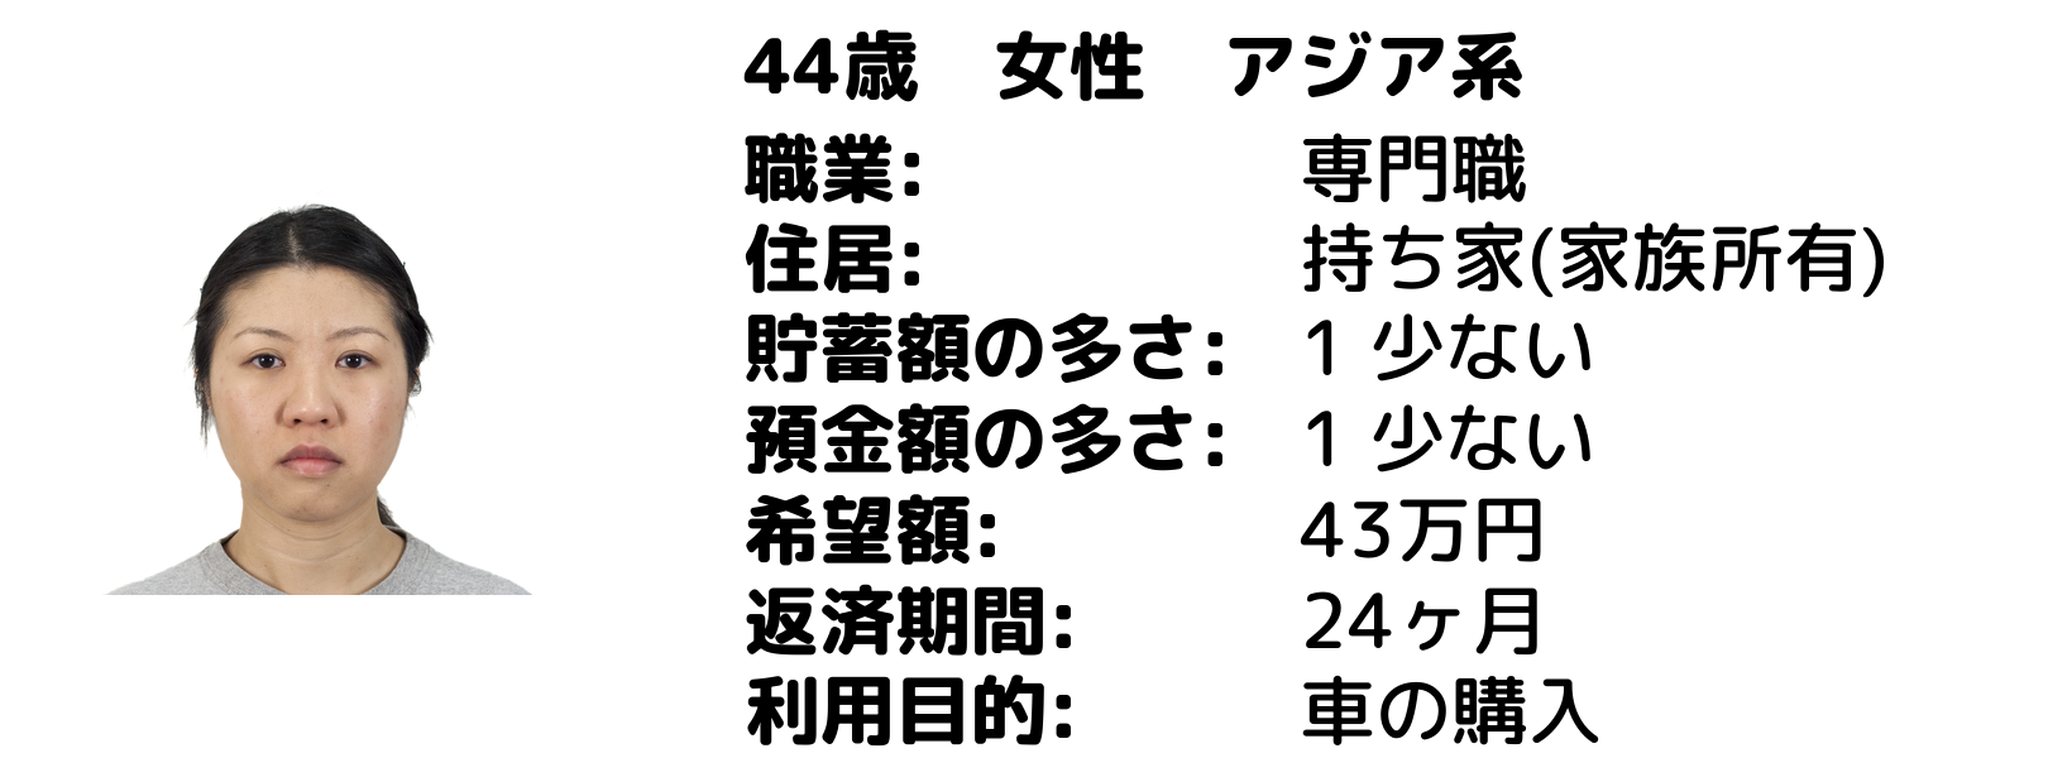 44歳　女性　アジア系
職業: 専門職
住居: 持ち家(家族所有)
貯蓄額の多さ: 1 少ない
預金額の多さ: 1 少ない
希望額: 43万円
返済期間: 24ヶ月
利用目的: 車の購入